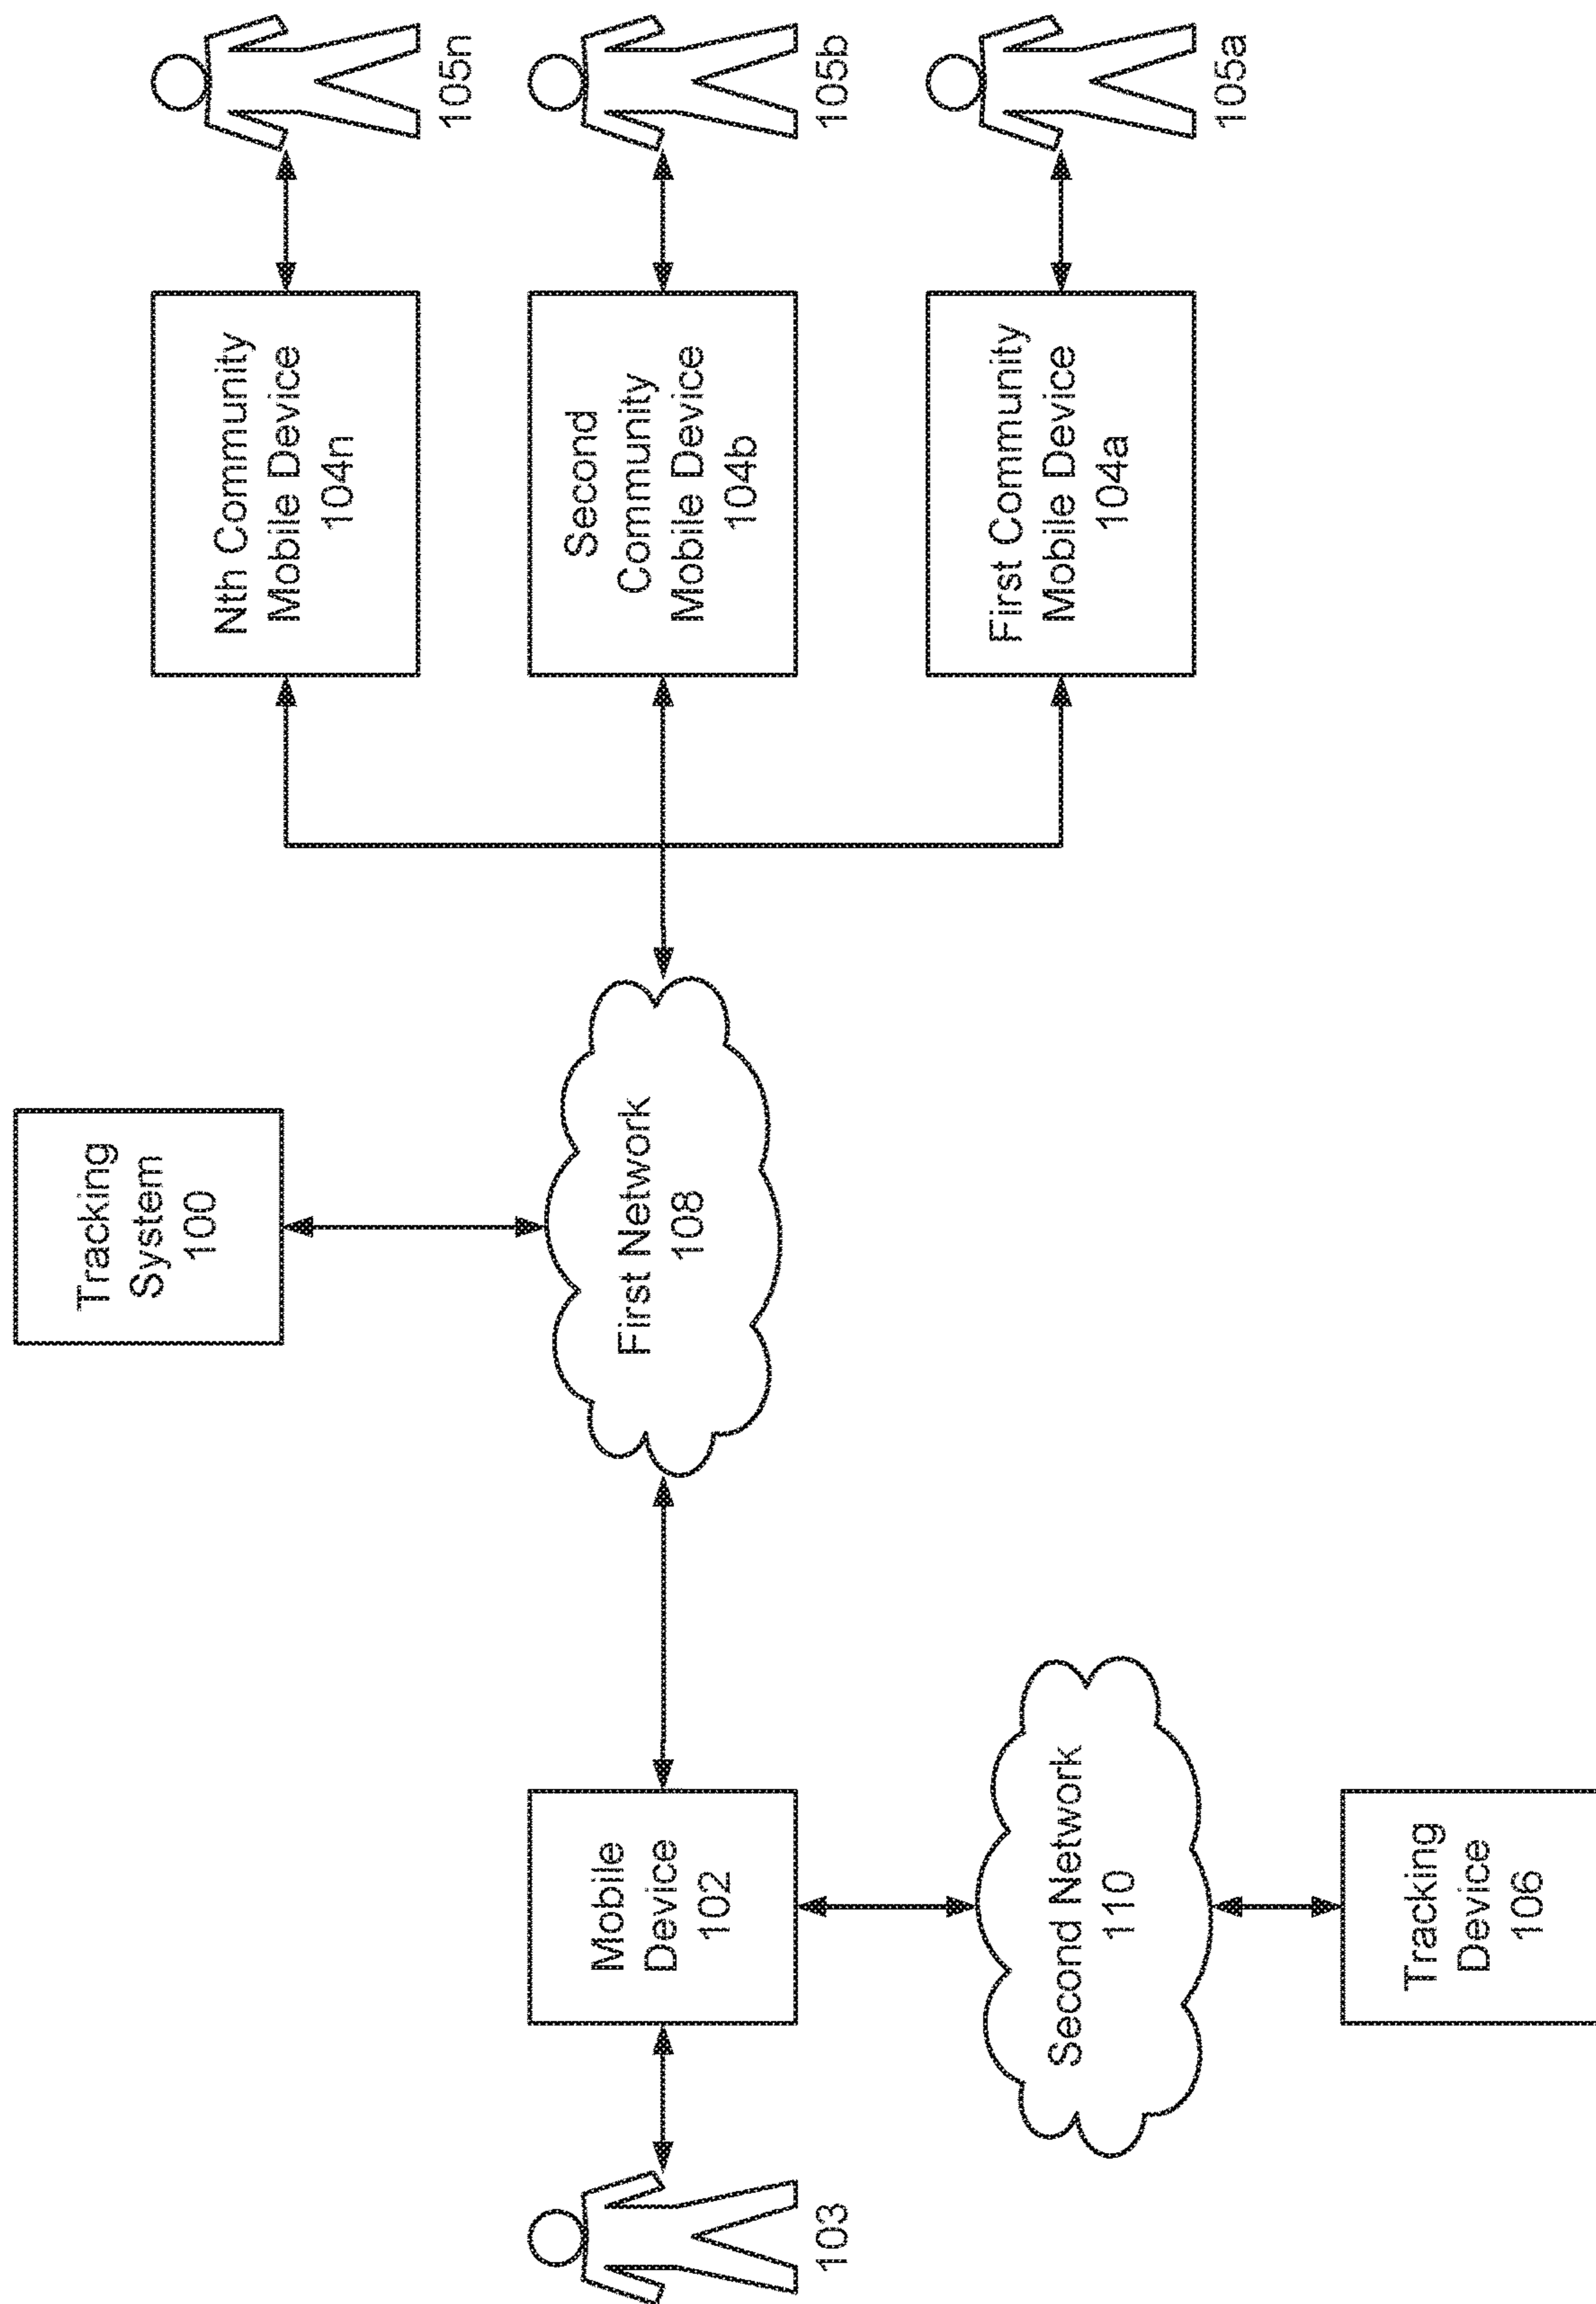 Tracking
System
100
Nth Community
Mobile Device
104n
105n
103
Mobile
Device
102
First Network
108
Second
Community
Mobile Device
104b
105b
Second Network
110
First Community
Mobile Device
104a
105a
Tracking
Device
106